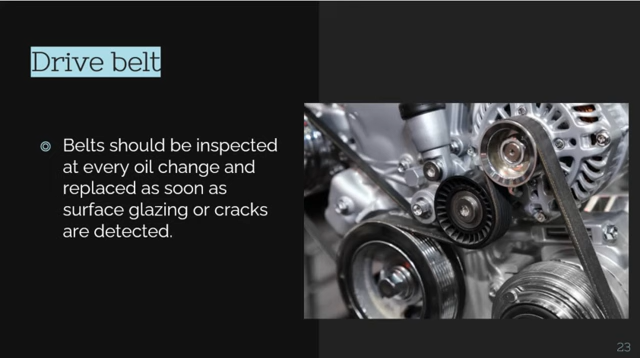 Drive belt
Belts should be inspected
at every oil change and
replaced as soon as
surface glazing or cracks
are detected.
23